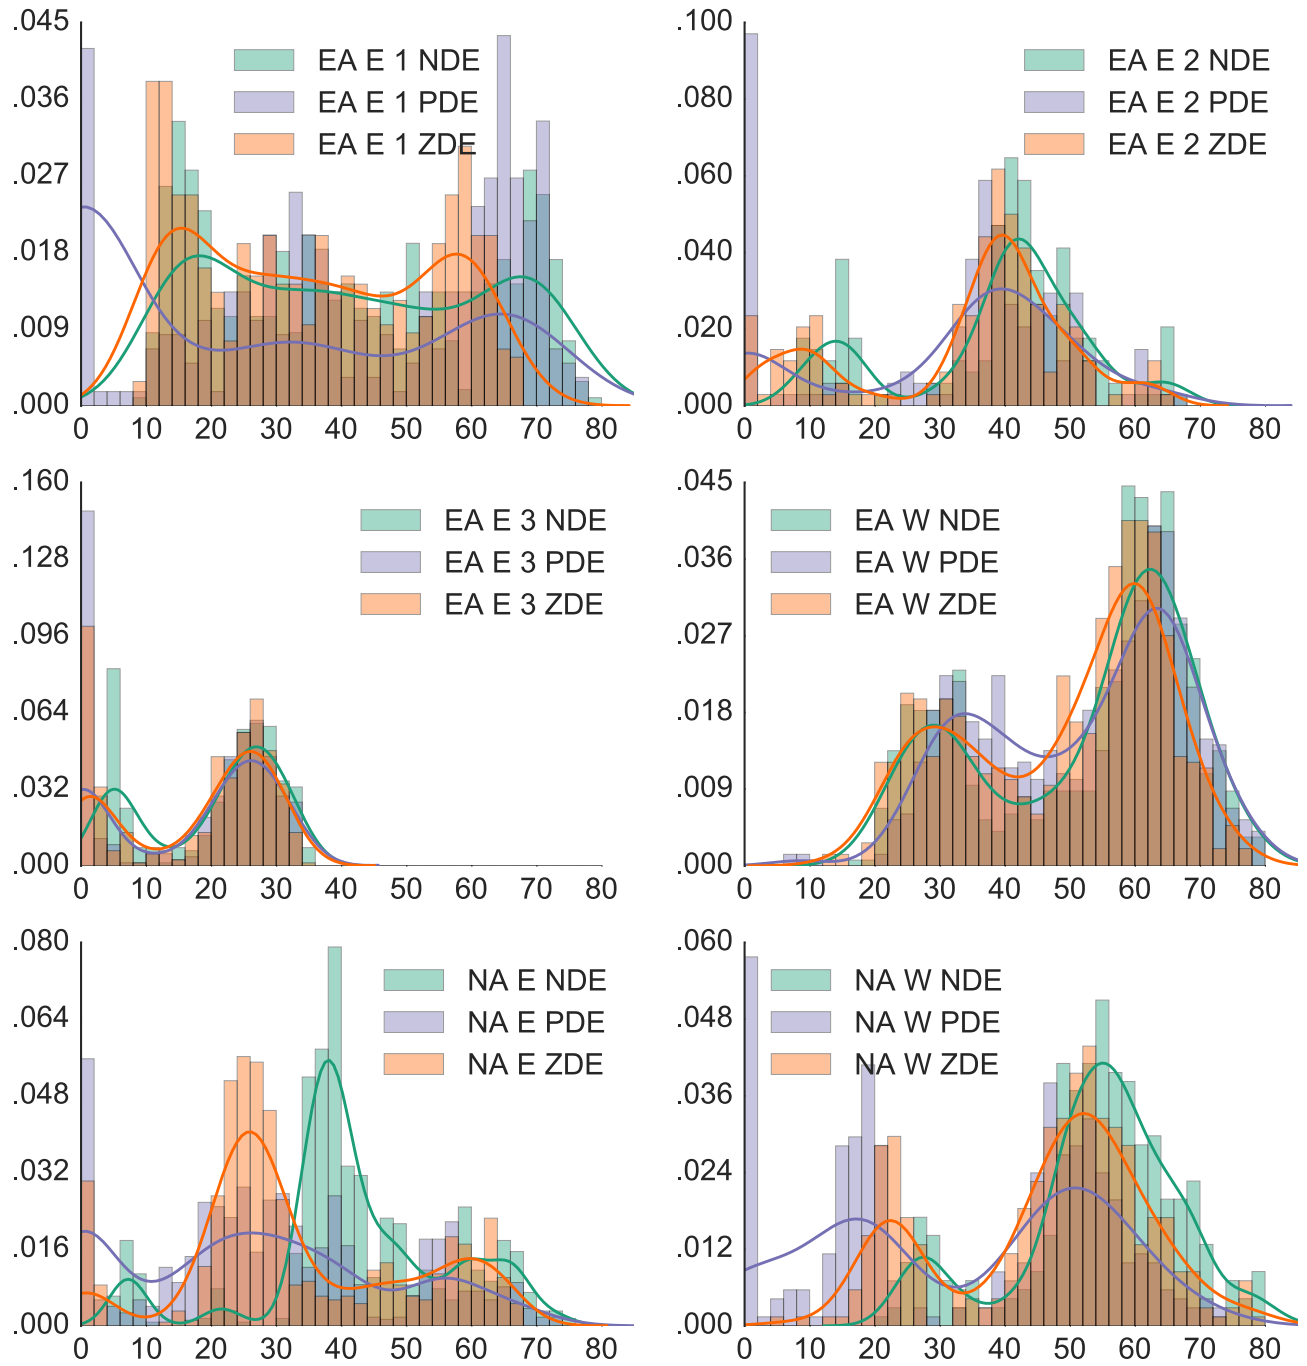 .045
.036
.027
.018
.009
.000
0 10 20 30 40 50 60 70 80
EA E 1 NDE
EA E 1 PDE
EA E 1 ZDE
.100
.080
.060
.040
.020
.000
0 10 20 30 40 50 60 70 80
EA E 2 NDE
EA E 2 PDE
EA E 2 ZDE
.160
.128
.096
.064
.032
.000
0 10 20 30 40 50 60 70 80
EA E 3 NDE
EA E 3 PDE
EA E 3 ZDE
.045
.036
.027
.018
.009
.000
0 10 20 30 40 50 60 70 80
EA W NDE
EA W PDE
EA W ZDE
.080
.064
.048
.032
.016
.000
0 10 20 30 40 50 60 70 80
NA E NDE
NA E PDE
NA E ZDE
.060
.048
.036
.024
.012
.000
0 10 20 30 40 50 60 70 80
NA W NDE
NA W PDE
NA W ZDE